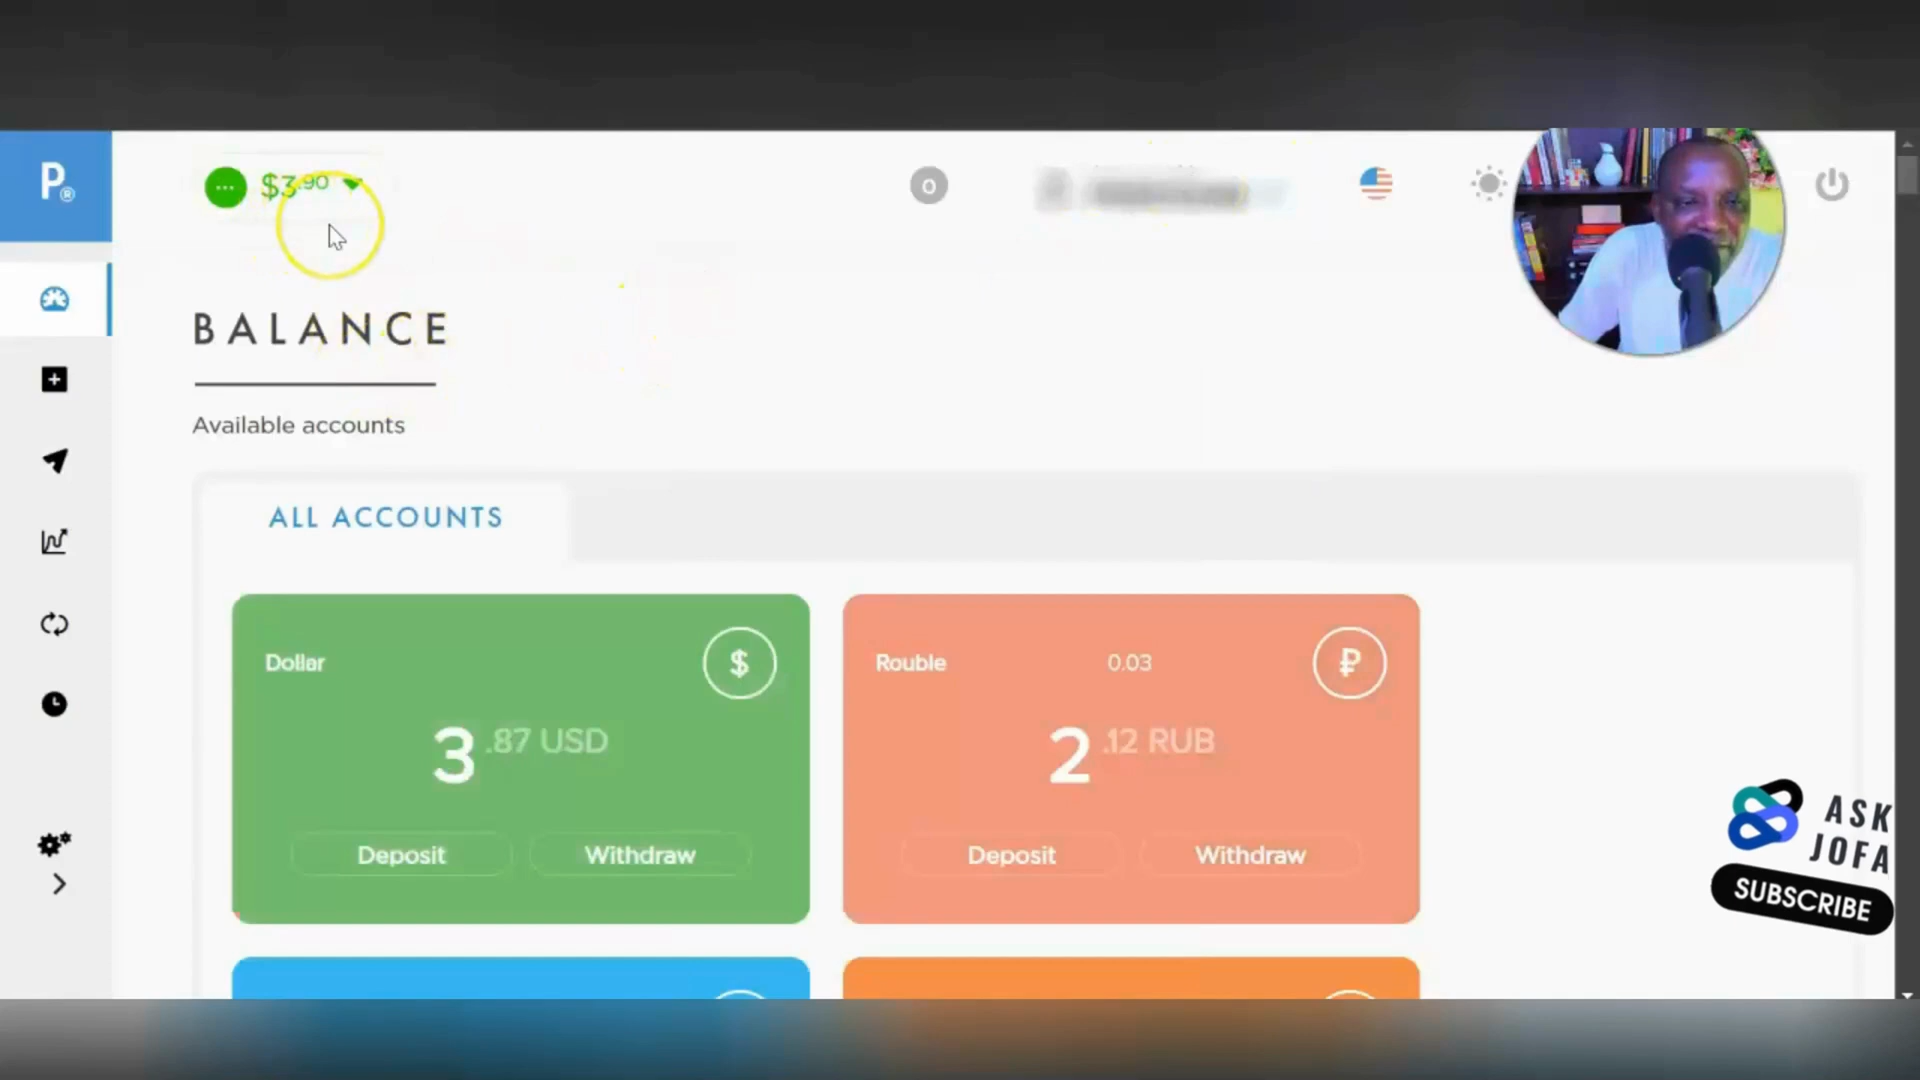 P®
$3.90
0
BALANCE
Available accounts
ALL ACCOUNTS
Dollar
$
3.87 USD
Deposit
Withdraw
Rouble
0.03
₽
2.12 RUB
Deposit
Withdraw
ASK
JOFA
SUBSCRIBE